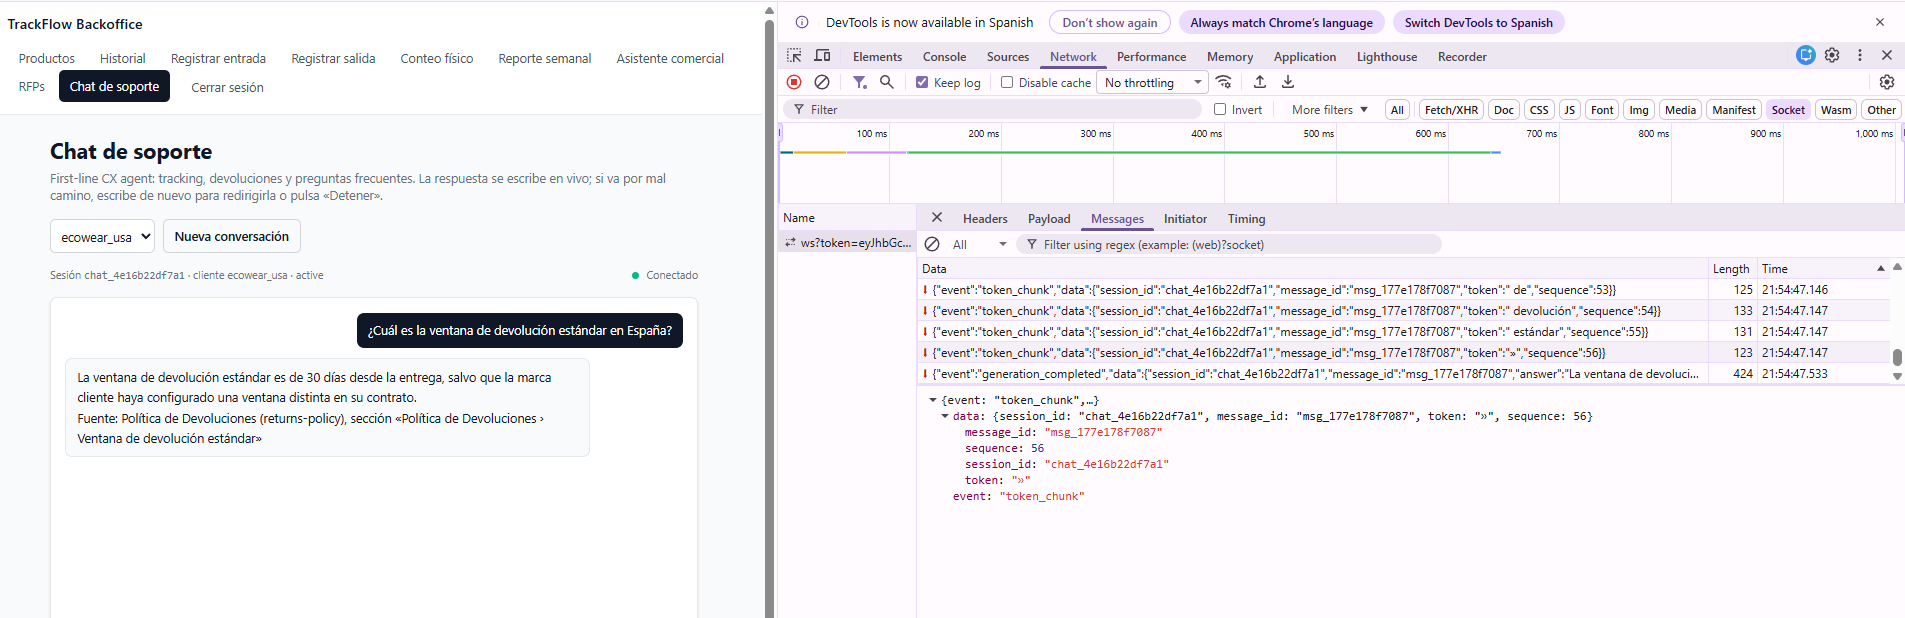 TrackFlow Backoffice
Productos Historial Registrar entrada Registrar salida Conteo físico Reporte semanal Asistente comercial
RFPs Chat de soporte Cerrar sesión
Chat de soporte
First-line CX agent: tracking, devoluciones y preguntas frecuentes. La respuesta se escribe en vivo; si va por mal
camino, escribe de nuevo para redirigirla o pulsa «Detener».
ecowear_usa Nueva conversación
Sesión chat_4e16b22df7a1 · cliente ecowear_usa · active Conectado
¿Cuál es la ventana de devolución estándar en España?
La ventana de devolución estándar es de 30 días desde la entrega, salvo que la marca
cliente haya configurado una ventana distinta en su contrato.
Fuente: Política de Devoluciones (returns-policy), sección «Política de Devoluciones ›
Ventana de devolución estándar»
DevTools is now available in Spanish Don't show again Always match Chrome's language Switch DevTools to Spanish
Elements Console Sources Network Performance Memory Application Lighthouse Recorder
Keep log Disable cache No throttling
Filter Invert More filters All Fetch/XHR Doc CSS JS Font Img Media Manifest Socket Wasm Other
100 ms 200 ms 300 ms 400 ms 500 ms 600 ms 700 ms 800 ms 900 ms 1,000 ms
Name Headers Payload Messages Initiator Timing
ws?token=eyJhbGc... All Filter using regex (example: (web)?socket)
Data Length Time
{"event":"token_chunk","data":{"session_id":"chat_4e16b22df7a1","message_id":"msg_177e178f7087","token":" de","sequence":53}} 125 21:54:47.146
{"event":"token_chunk","data":{"session_id":"chat_4e16b22df7a1","message_id":"msg_177e178f7087","token":" devolución","sequence":54}} 133 21:54:47.147
{"event":"token_chunk","data":{"session_id":"chat_4e16b22df7a1","message_id":"msg_177e178f7087","token":" estándar","sequence":55}} 131 21:54:47.147
{"event":"token_chunk","data":{"session_id":"chat_4e16b22df7a1","message_id":"msg_177e178f7087","token":"»","sequence":56}} 123 21:54:47.147
{"event":"generation_completed","data":{"session_id":"chat_4e16b22df7a1","message_id":"msg_177e178f7087","answer":"La ventana de devoluci... 424 21:54:47.533
{event: "token_chunk",…}
data: {session_id: "chat_4e16b22df7a1", message_id: "msg_177e178f7087", token: "»", sequence: 56}
message_id: "msg_177e178f7087"
sequence: 56
session_id: "chat_4e16b22df7a1"
token: "»"
event: "token_chunk"